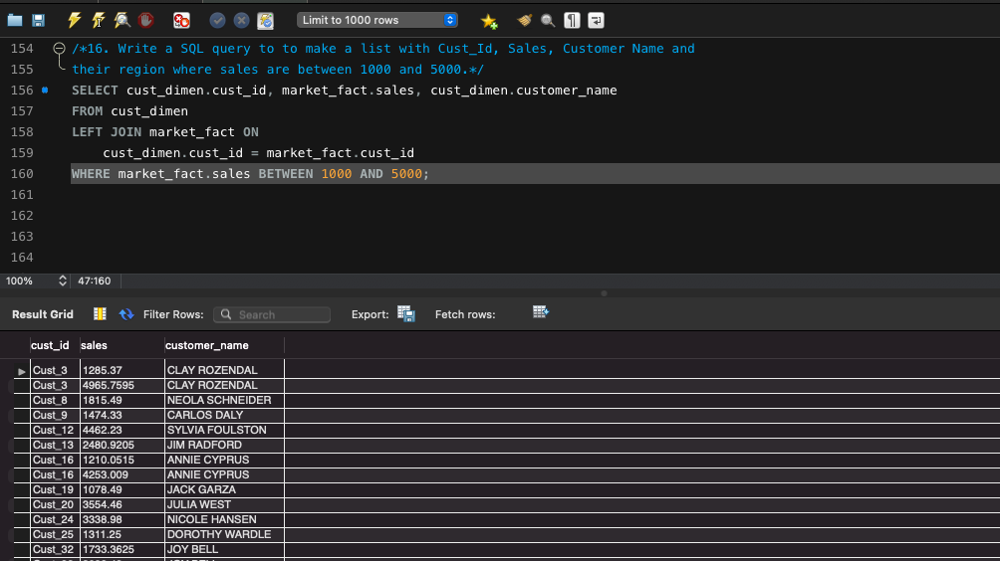 Limit to 1000 rows
154 /*16. Write a SQL query to to make a list with Cust_Id, Sales, Customer Name and
155 their region where sales are between 1000 and 5000.*/
156 SELECT cust_dimen.cust_id, market_fact.sales, cust_dimen.customer_name
157 FROM cust_dimen
158 LEFT JOIN market_fact ON
159 cust_dimen.cust_id = market_fact.cust_id
160 WHERE market_fact.sales BETWEEN 1000 AND 5000;
161
162
163
164
100% 47:160
Result Grid Filter Rows: Search Export: Fetch rows:
cust_id sales customer_name
Cust_3 1285.37 CLAY ROZENDAL
Cust_3 4965.7595 CLAY ROZENDAL
Cust_8 1815.49 NEOLA SCHNEIDER
Cust_9 1474.33 CARLOS DALY
Cust_12 4462.23 SYLVIA FOULSTON
Cust_13 2480.9205 JIM RADFORD
Cust_16 1210.0515 ANNIE CYPRUS
Cust_16 4253.009 ANNIE CYPRUS
Cust_19 1078.49 JACK GARZA
Cust_20 3554.46 JULIA WEST
Cust_24 3338.98 NICOLE HANSEN
Cust_25 1311.25 DOROTHY WARDLE
Cust_32 1733.3625 JOY BELL